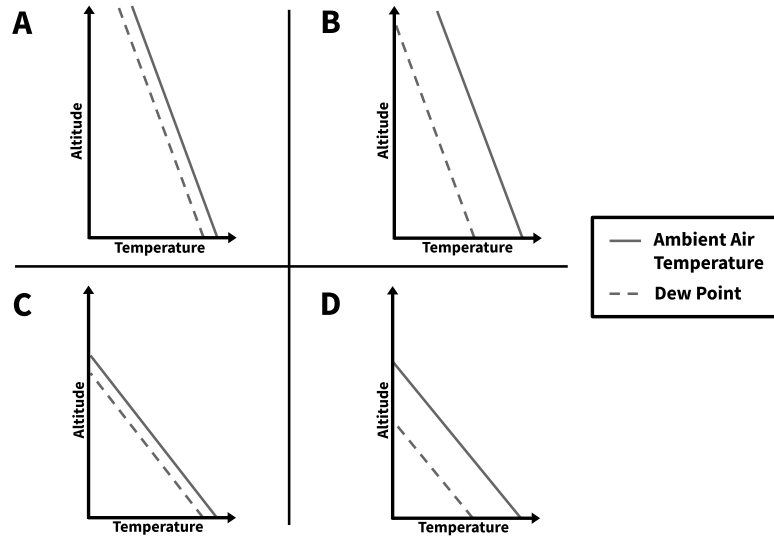 A
Altitude
Temperature
B
Altitude
Temperature
C
Altitude
Temperature
D
Altitude
Temperature
Ambient Air
Temperature
Dew Point